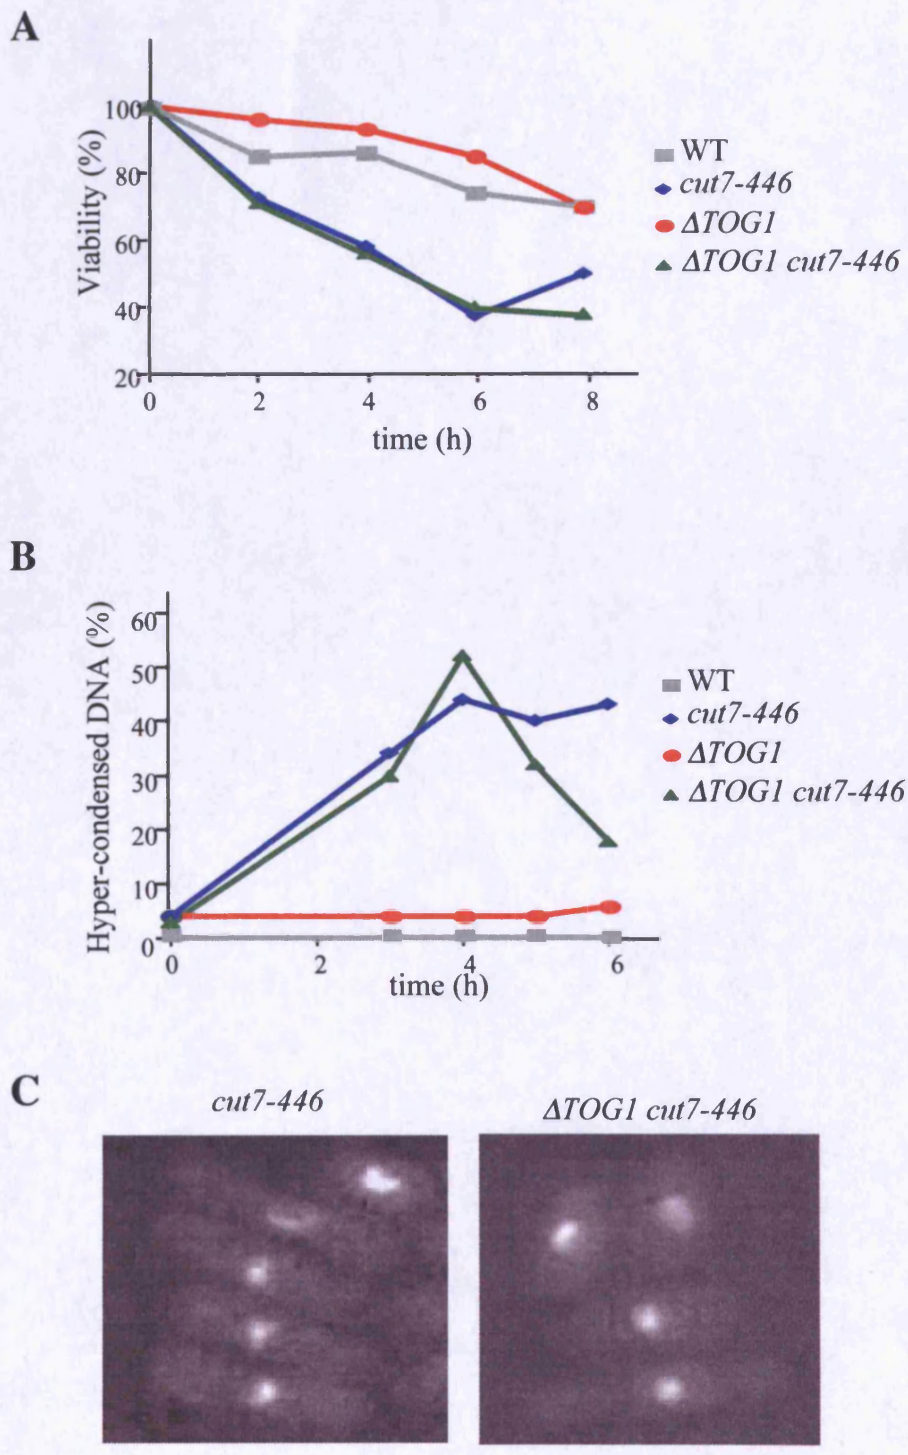 A
Viability (%)
100
80
60
40
20
0 2 4 6 8
time (h)
WT
cut7-446
ΔTOG1
ΔTOG1 cut7-446
B
Hyper-condensed DNA (%)
60
50
40
30
20
10
0
0 2 4 6
time (h)
WT
cut7-446
ΔTOG1
ΔTOG1 cut7-446
C
cut7-446
ΔTOG1 cut7-446